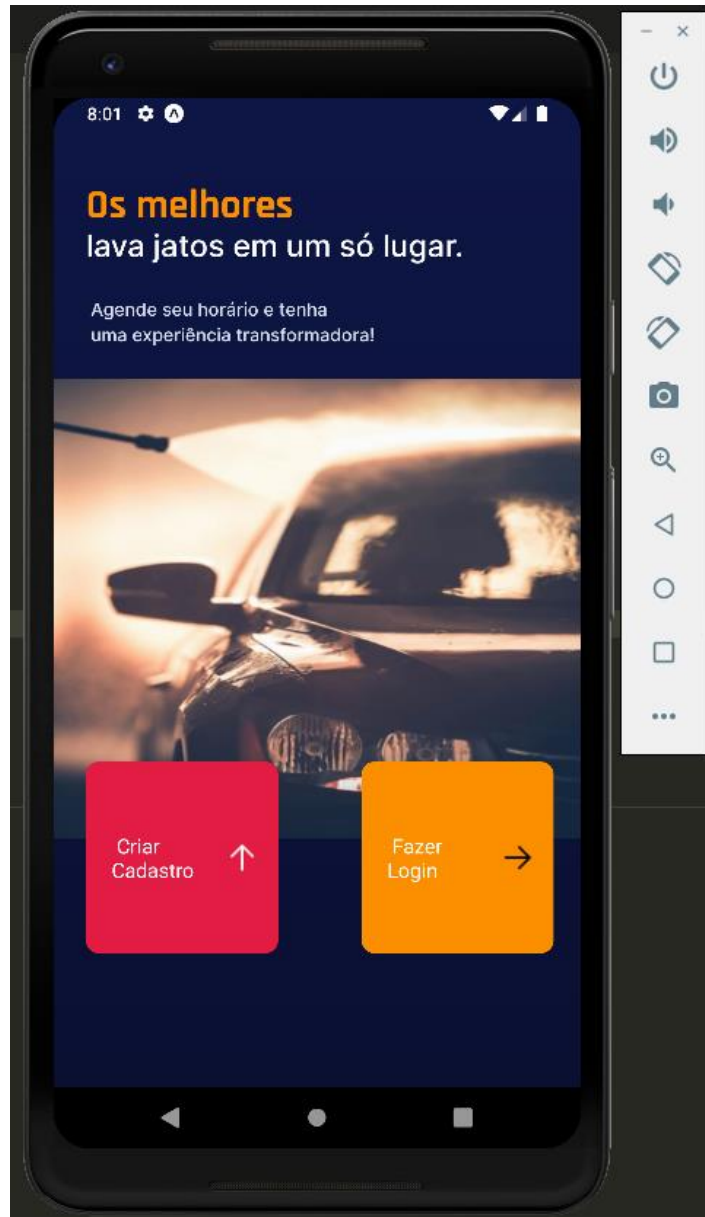 8:01
Os melhores
lava jatos em um só lugar.
Agende seu horário e tenha
uma experiência transformadora!
Criar
Cadastro
Fazer
Login